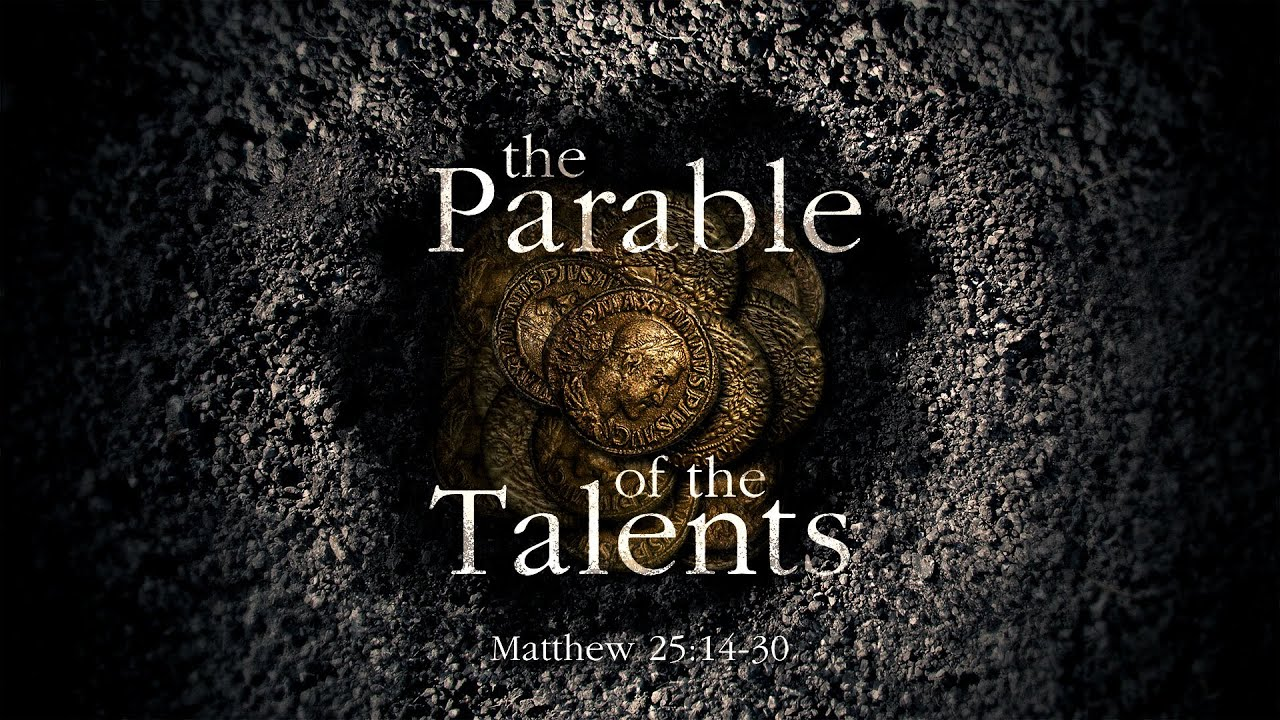 the
Parable
of the
Talents
Matthew 25:14-30